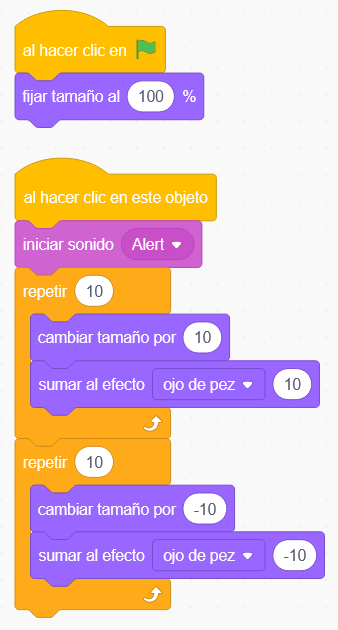 al hacer clic en
fijar tamaño al 100 %
al hacer clic en este objeto
iniciar sonido Alert
repetir 10
cambiar tamaño por 10
sumar al efecto ojo de pez 10
repetir 10
cambiar tamaño por -10
sumar al efecto ojo de pez -10